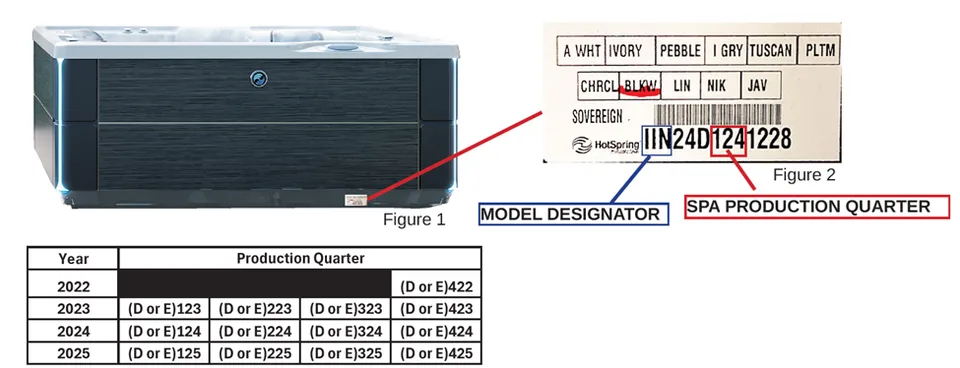 A WHT IVORY PEBBLE I GRY TUSCAN PLTM
CHRCL BLKW LIN NIK JAV
SOVEREIGN
HotSpring IIN24D1241228
Figure 2
Figure 1
MODEL DESIGNATOR
SPA PRODUCTION QUARTER
Year Production Quarter
2022 (D or E)422
2023 (D or E)123 (D or E)223 (D or E)323 (D or E)423
2024 (D or E)124 (D or E)224 (D or E)324 (D or E)424
2025 (D or E)125 (D or E)225 (D or E)325 (D or E)425